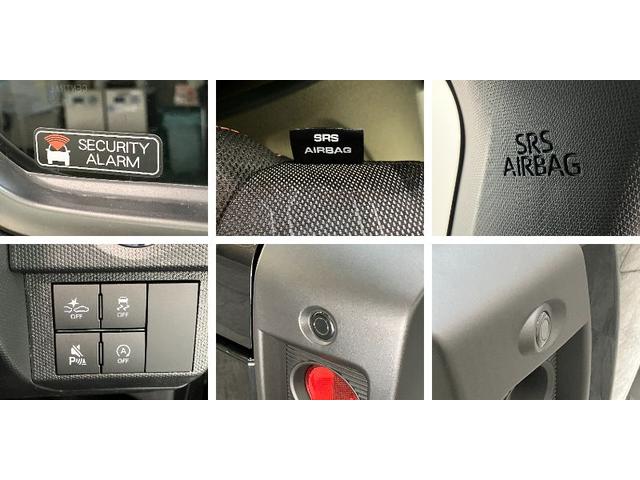 SECURITY
ALARM
SRS
AIRBAG
SRS
AIRBAG
OFF
OFF
P
A
OFF